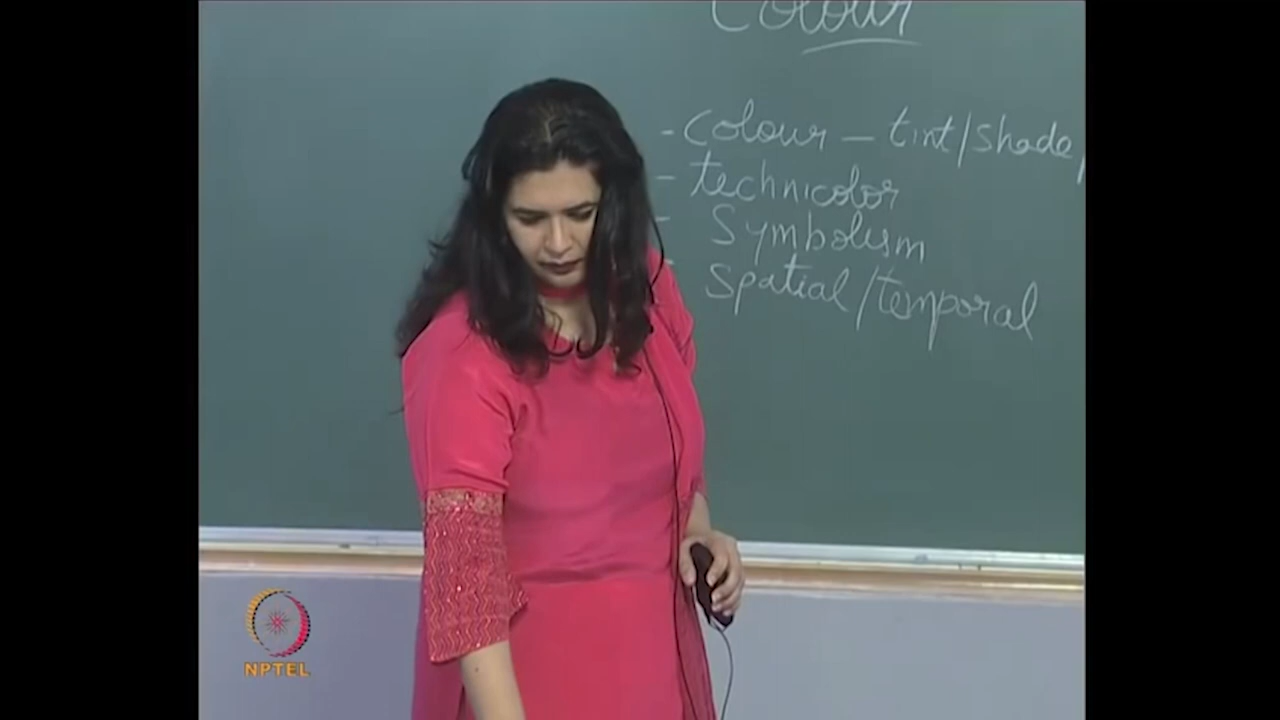 Colour
- Colour - tint/shade/
- technicolor
- Symbolism
- Spatial/temporal
NPTEL